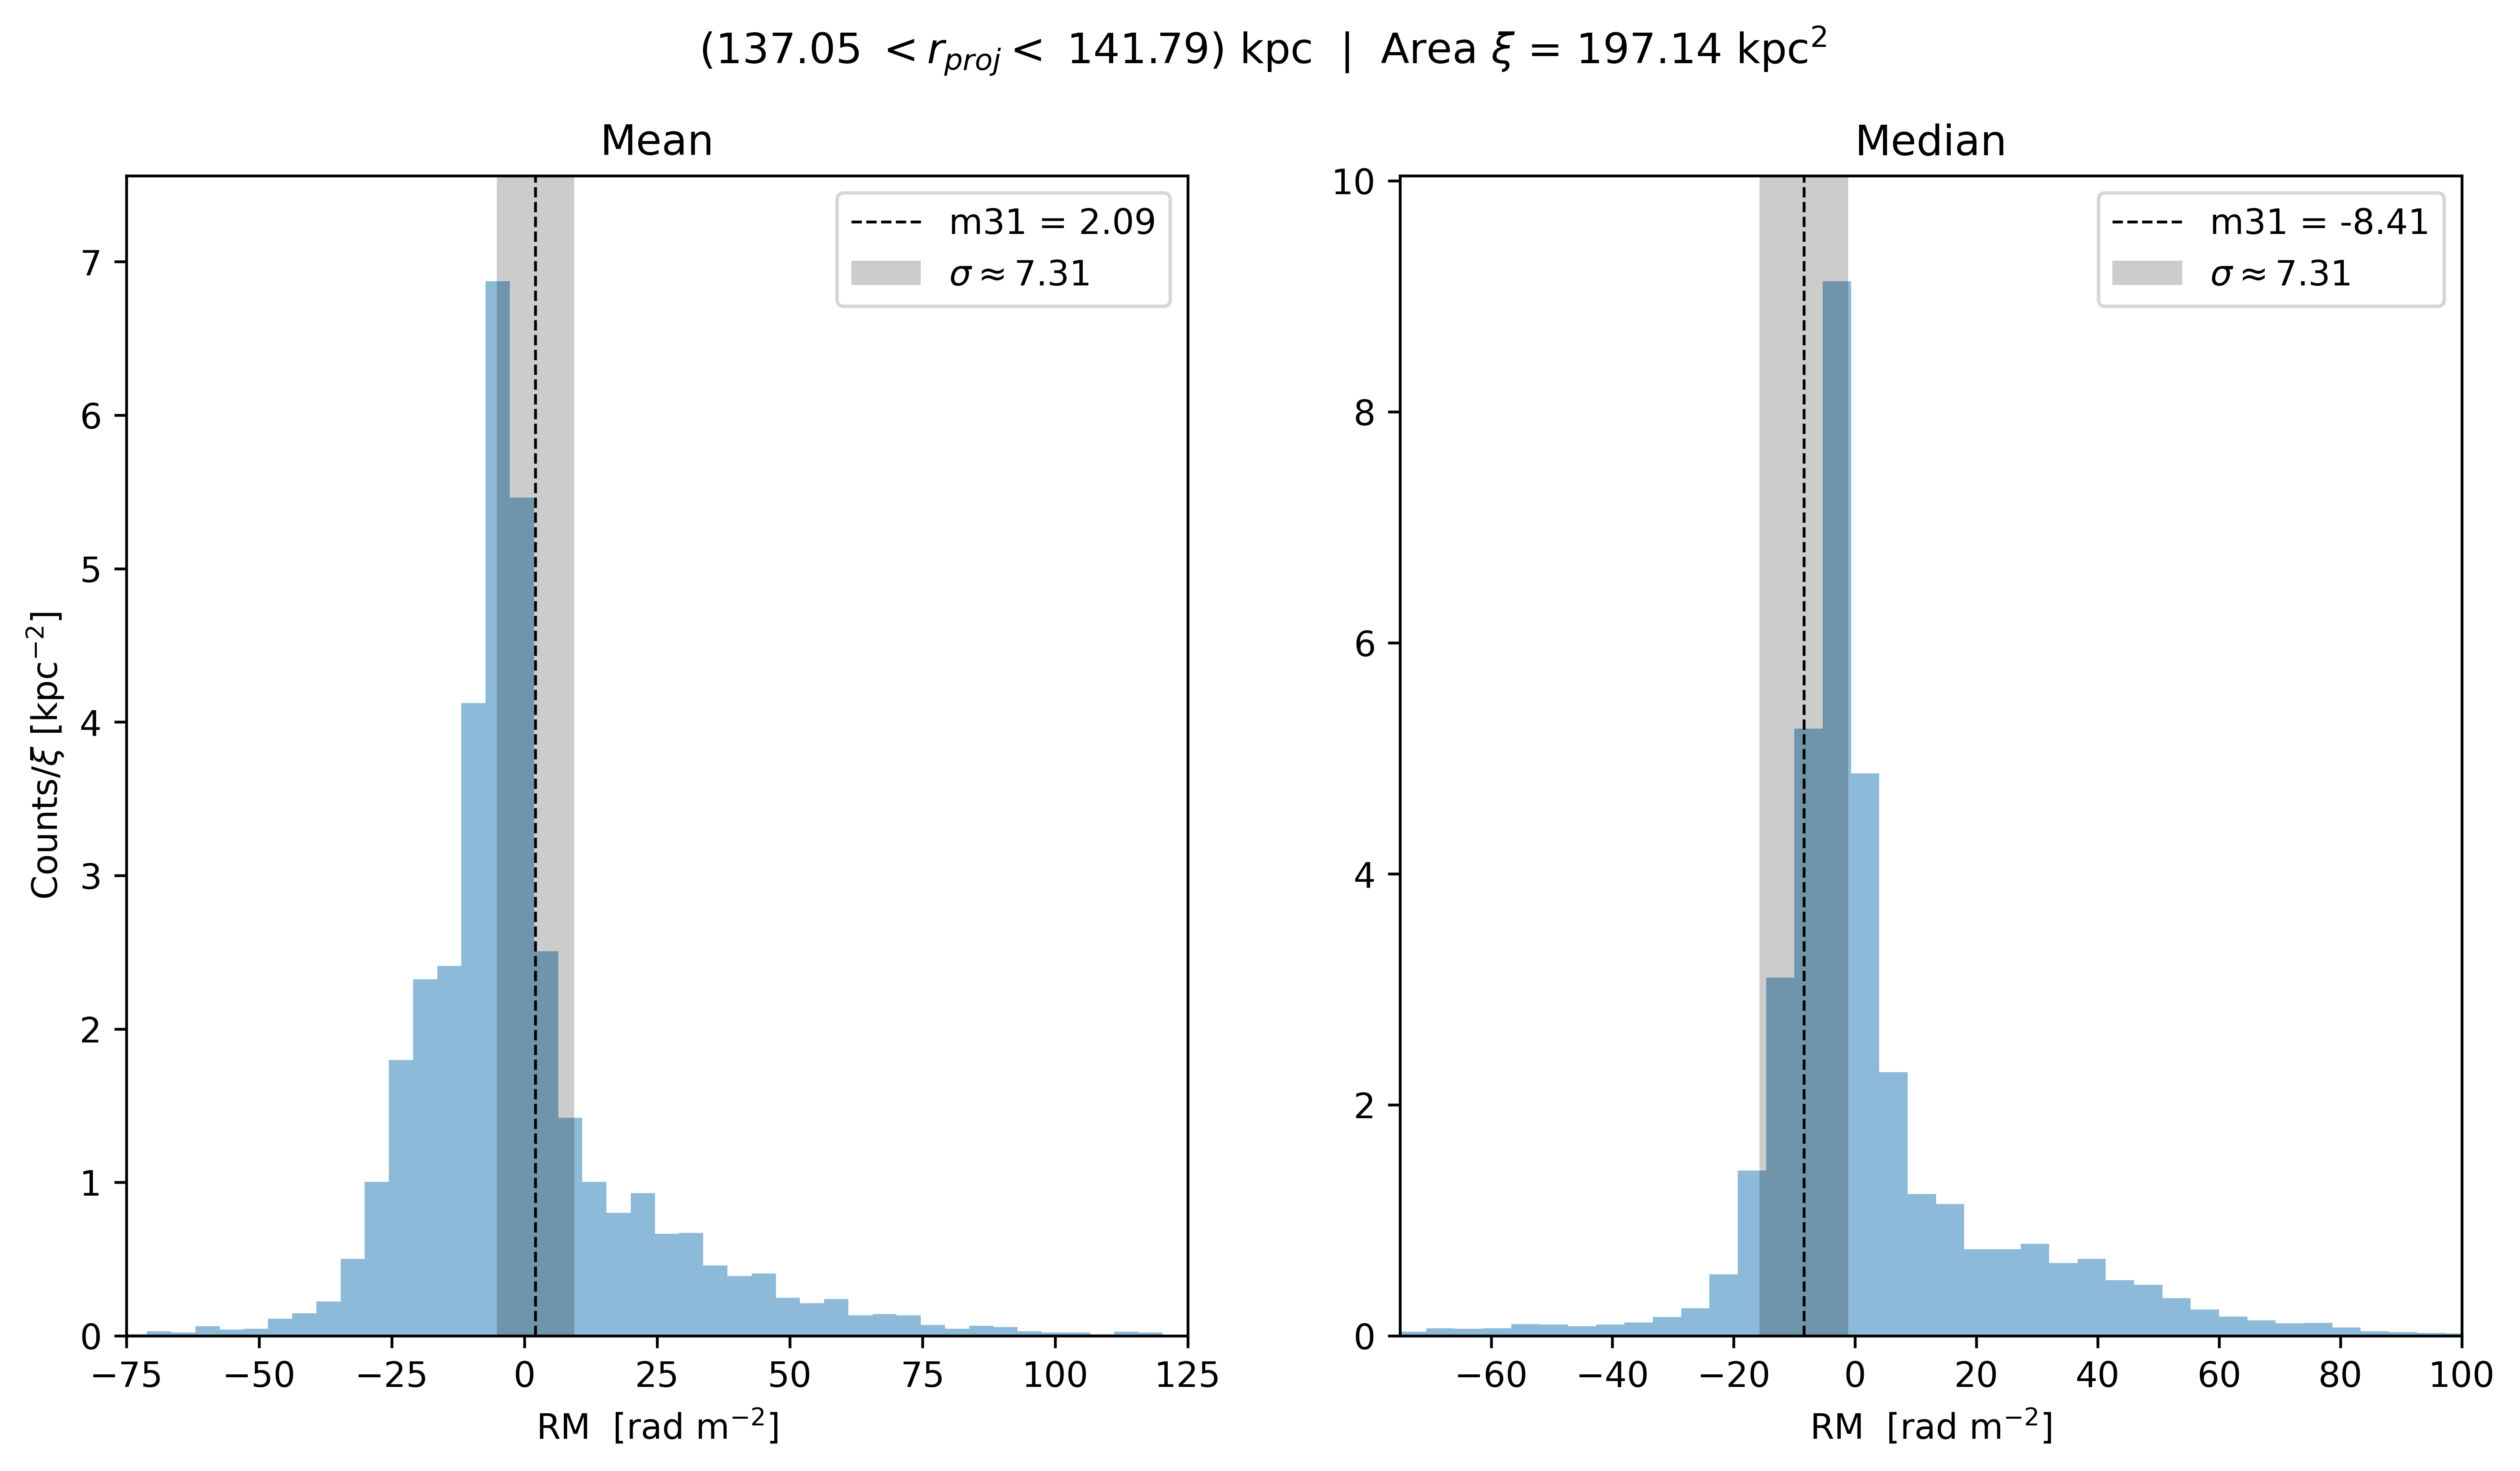 (137.05 < r_proj < 141.79) kpc | Area ξ = 197.14 kpc²
Mean
m31 = 2.09
σ ≈ 7.31
7
6
5
4
3
2
1
0
Counts/ξ [kpc⁻²]
−75 −50 −25 0 25 50 75 100 125
RM [rad m⁻²]
Median
m31 = -8.41
σ ≈ 7.31
10
8
6
4
2
0
−60 −40 −20 0 20 40 60 80 100
RM [rad m⁻²]